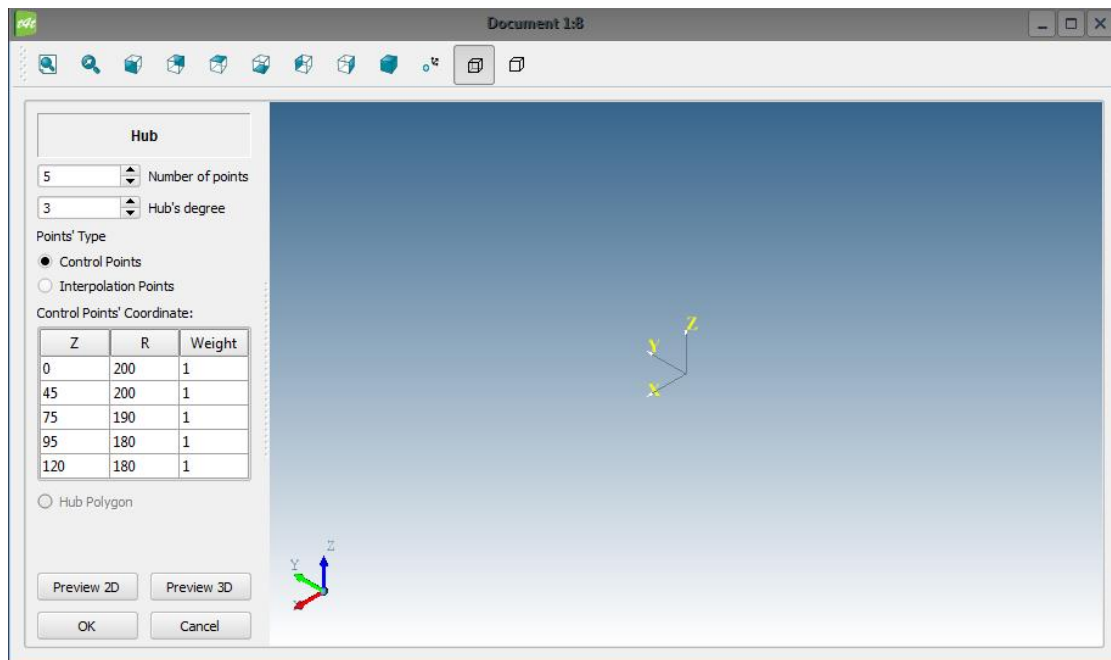 t4t
Document 1:8
Hub
5 Number of points
3 Hub's degree
Points' Type
Control Points
Interpolation Points
Control Points' Coordinate:
Z R Weight
0 200 1
45 200 1
75 190 1
95 180 1
120 180 1
Hub Polygon
Preview 2D Preview 3D
OK Cancel
Z
Y
X
Z
Y
X